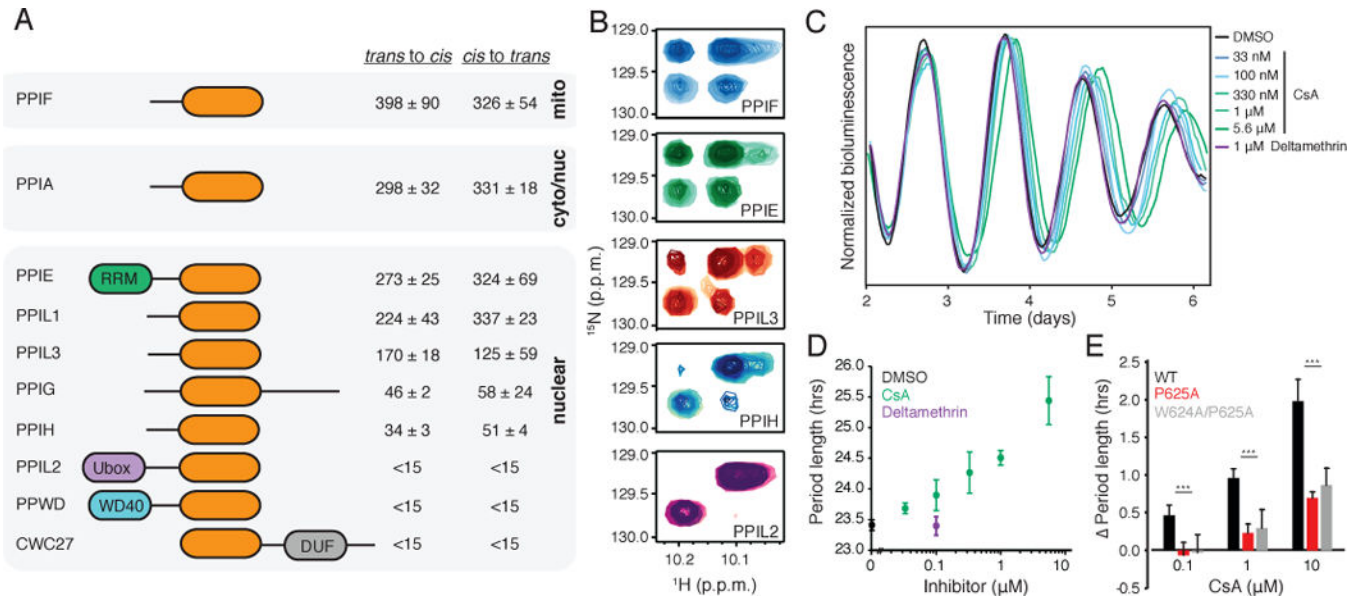 A
trans to cis cis to trans
PPIF 398 ± 90 326 ± 54
mito
PPIA 298 ± 32 331 ± 18
cyto/nuc
PPIE RRM 273 ± 25 324 ± 69
PPIL1 224 ± 43 337 ± 23
PPIL3 170 ± 18 125 ± 59
PPIG 46 ± 2 58 ± 24
PPIH 34 ± 3 51 ± 4
PPIL2 Ubox <15 <15
PPWD WD40 <15 <15
CWC27 DUF <15 <15
nuclear
B
129.0
129.5
130.0
PPIF
129.0
129.5
130.0
PPIE
129.0
129.5
130.0
PPIL3
129.0
129.5
130.0
PPIH
129.0
129.5
130.0
PPIL2
10.2 10.1
¹⁵N (p.p.m.)
¹H (p.p.m.)
C
Normalized bioluminescence
2 3 4 5 6
Time (days)
DMSO
33 nM
100 nM
330 nM
1 µM
5.6 µM
CsA
1 µM Deltamethrin
D
Period length (hrs)
26.0
25.5
25.0
24.5
24.0
23.5
23.0
DMSO
CsA
Deltamethrin
0 0.1 1 10
Inhibitor (µM)
E
Δ Period length (hrs)
2.5
2.0
1.5
1.0
0.5
0.0
-0.5
WT
P625A
W624A/P625A
***
***
***
0.1 1 10
CsA (µM)